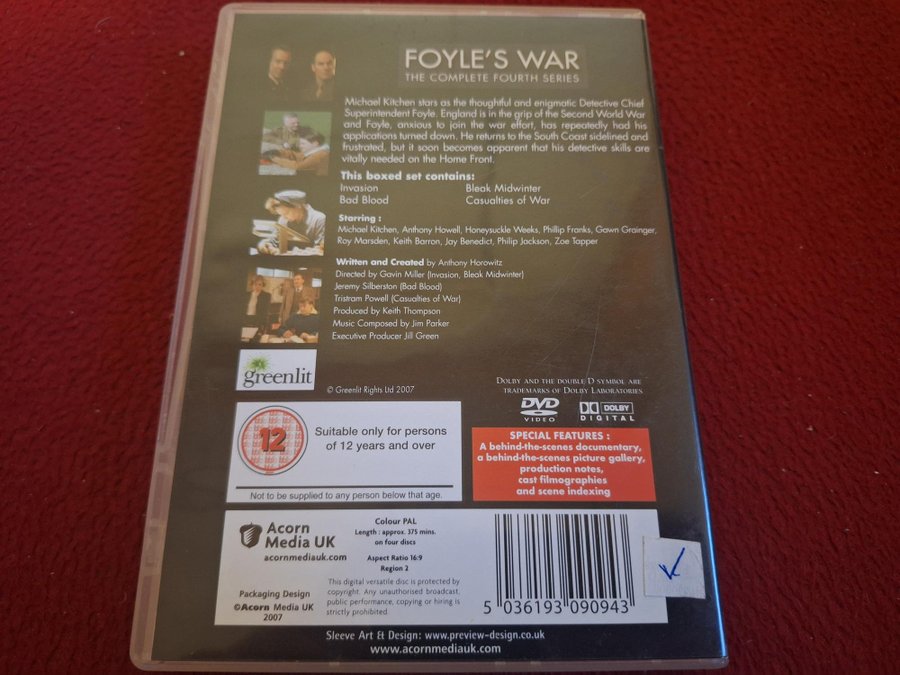 FOYLE'S WAR
THE COMPLETE FOURTH SERIES
Michael Kitchen stars as the thoughtful and enigmatic Detective Chief
Superintendent Foyle. England is in the grip of the Second World War
and Foyle, anxious to join the war effort, has repeatedly had his
applications turned down. He returns to the South Coast sidelined and
frustrated, but it soon becomes apparent that his detective skills are
vitally needed on the Home Front.
This boxed set contains:
Invasion
Bleak Midwinter
Bad Blood
Casualties of War
Starring :
Michael Kitchen, Anthony Howell, Honeysuckle Weeks, Phillip Franks, Gawn Grainger,
Roy Marsden, Keith Barron, Jay Benedict, Philip Jackson, Zoe Tapper
Written and Created by Anthony Horowitz
Directed by Gavin Miller (Invasion, Bleak Midwinter)
Jeremy Silberston (Bad Blood)
Tristram Powell (Casualties of War)
Produced by Keith Thompson
Music Composed by Jim Parker
Executive Producer Jill Green
greenlit
© Greenlit Rights Ltd 2007
DOLBY AND THE DOUBLE D SYMBOL ARE
TRADEMARKS OF DOLBY LABORATORIES
DVD
VIDEO
DOLBY
DIGITAL
12
Suitable only for persons
of 12 years and over
Not to be supplied to any person below that age.
SPECIAL FEATURES :
A behind-the-scenes documentary,
a behind-the-scenes picture gallery,
production notes,
cast filmographies
and scene indexing
Acorn
Media UK
acornmediauk.com
Packaging Design
©Acorn Media UK
2007
Colour PAL
Length : approx. 375 mins.
on four discs
Aspect Ratio 16:9
Region 2
This digital versatile disc is protected by
copyright. Any unauthorised broadcast,
public performance, copying or hiring is
strictly prohibited.
5 036193 090943
Sleeve Art & Design: www.preview-design.co.uk
www.acornmediauk.com